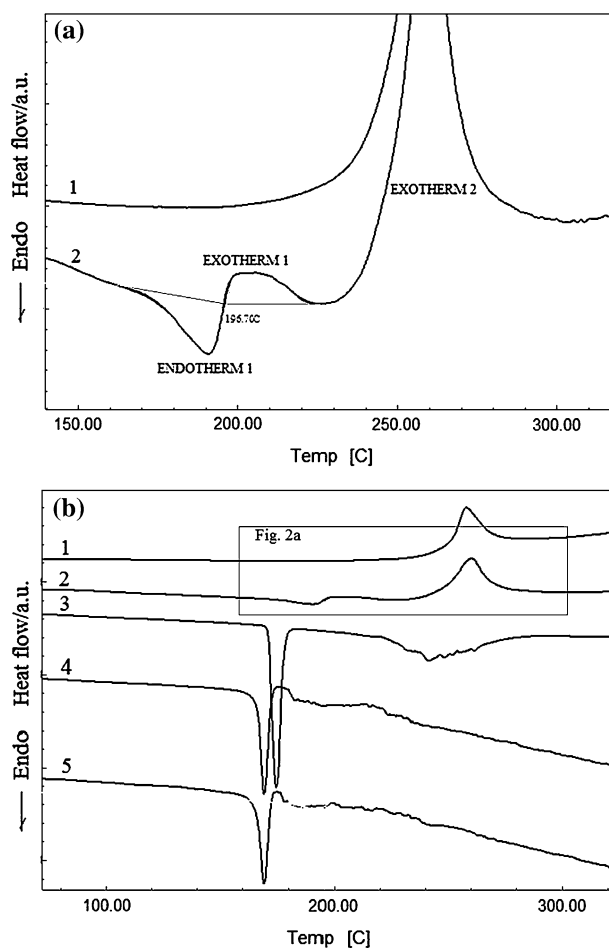 (a)
Endo Heat flow/a.u.
1
2
EXOTHERM 1
EXOTHERM 2
196.70C
ENDOTHERM 1
150.00 200.00 250.00 300.00
Temp [C]
(b)
Endo Heat flow/a.u.
Fig. 2a
1
2
3
4
5
100.00 200.00 300.00
Temp [C]